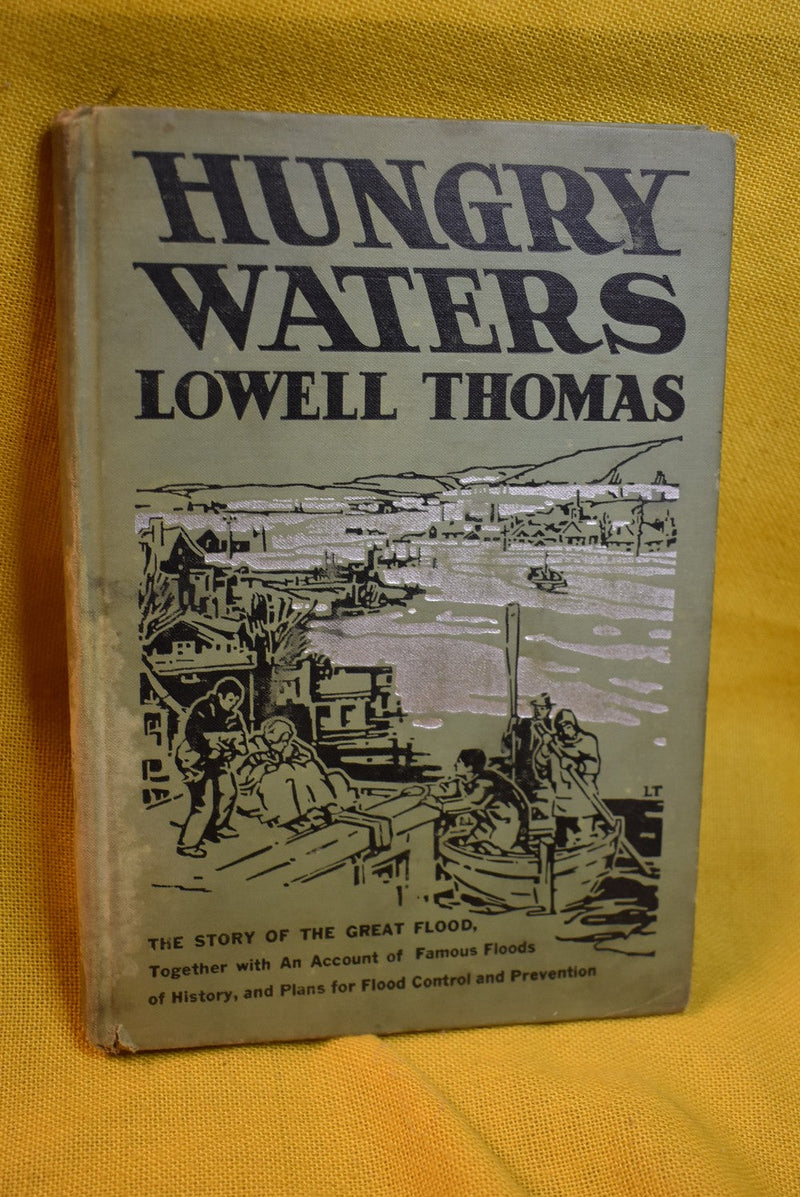 HUNGRY
WATERS
LOWELL THOMAS
LT
THE STORY OF THE GREAT FLOOD,
Together with An Account of Famous Floods
of History, and Plans for Flood Control and Prevention